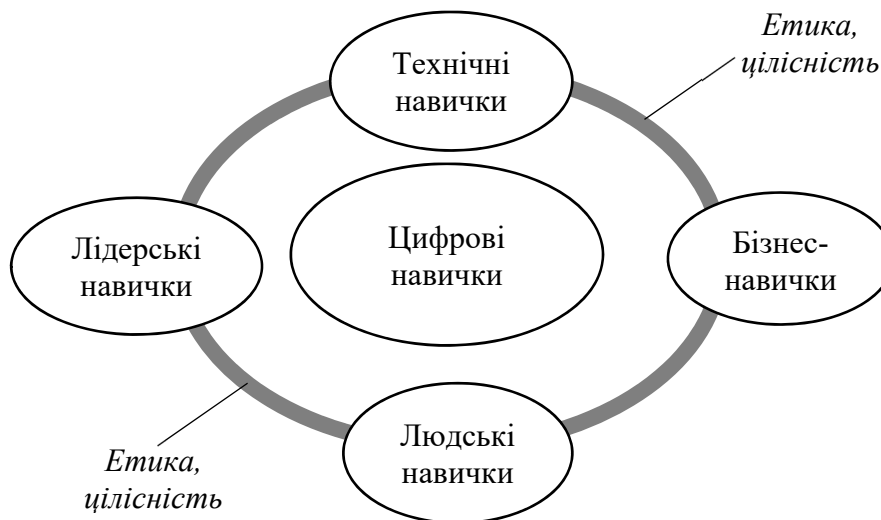 Етика,
цілісність
Технічні
навички
Лідерські
навички
Цифрові
навички
Бізнес-
навички
Людські
навички
Етика,
цілісність